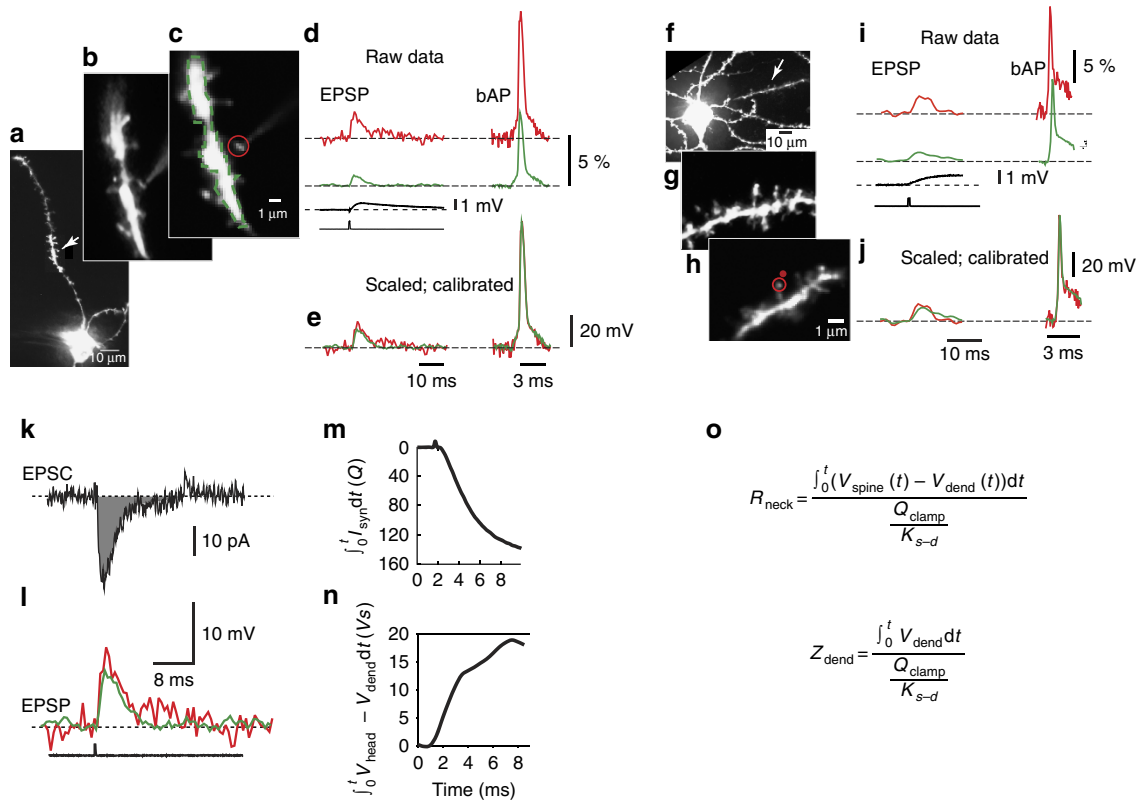 a
10 μm
b
c
1 μm
d
Raw data
EPSP
bAP
5 %
1 mV
Scaled; calibrated
e
20 mV
10 ms
3 ms
f
10 μm
g
h
1 μm
i
Raw data
EPSP
bAP
5 %
1 mV
j
Scaled; calibrated
20 mV
10 ms
3 ms
k
EPSC
10 pA
l
10 mV
8 ms
EPSP
m
∫₀ᵗ I_syn dt (Q)
0
40
80
120
160
0 2 4 6 8
n
∫₀ᵗ V_head − V_dend dt (Vs)
20
15
10
5
0
0 2 4 6 8
Time (ms)
o
R_neck = ∫₀ᵗ (V_spine (t) − V_dend (t))dt / (Q_clamp / K_s–d)
Z_dend = ∫₀ᵗ V_dend dt / (Q_clamp / K_s–d)